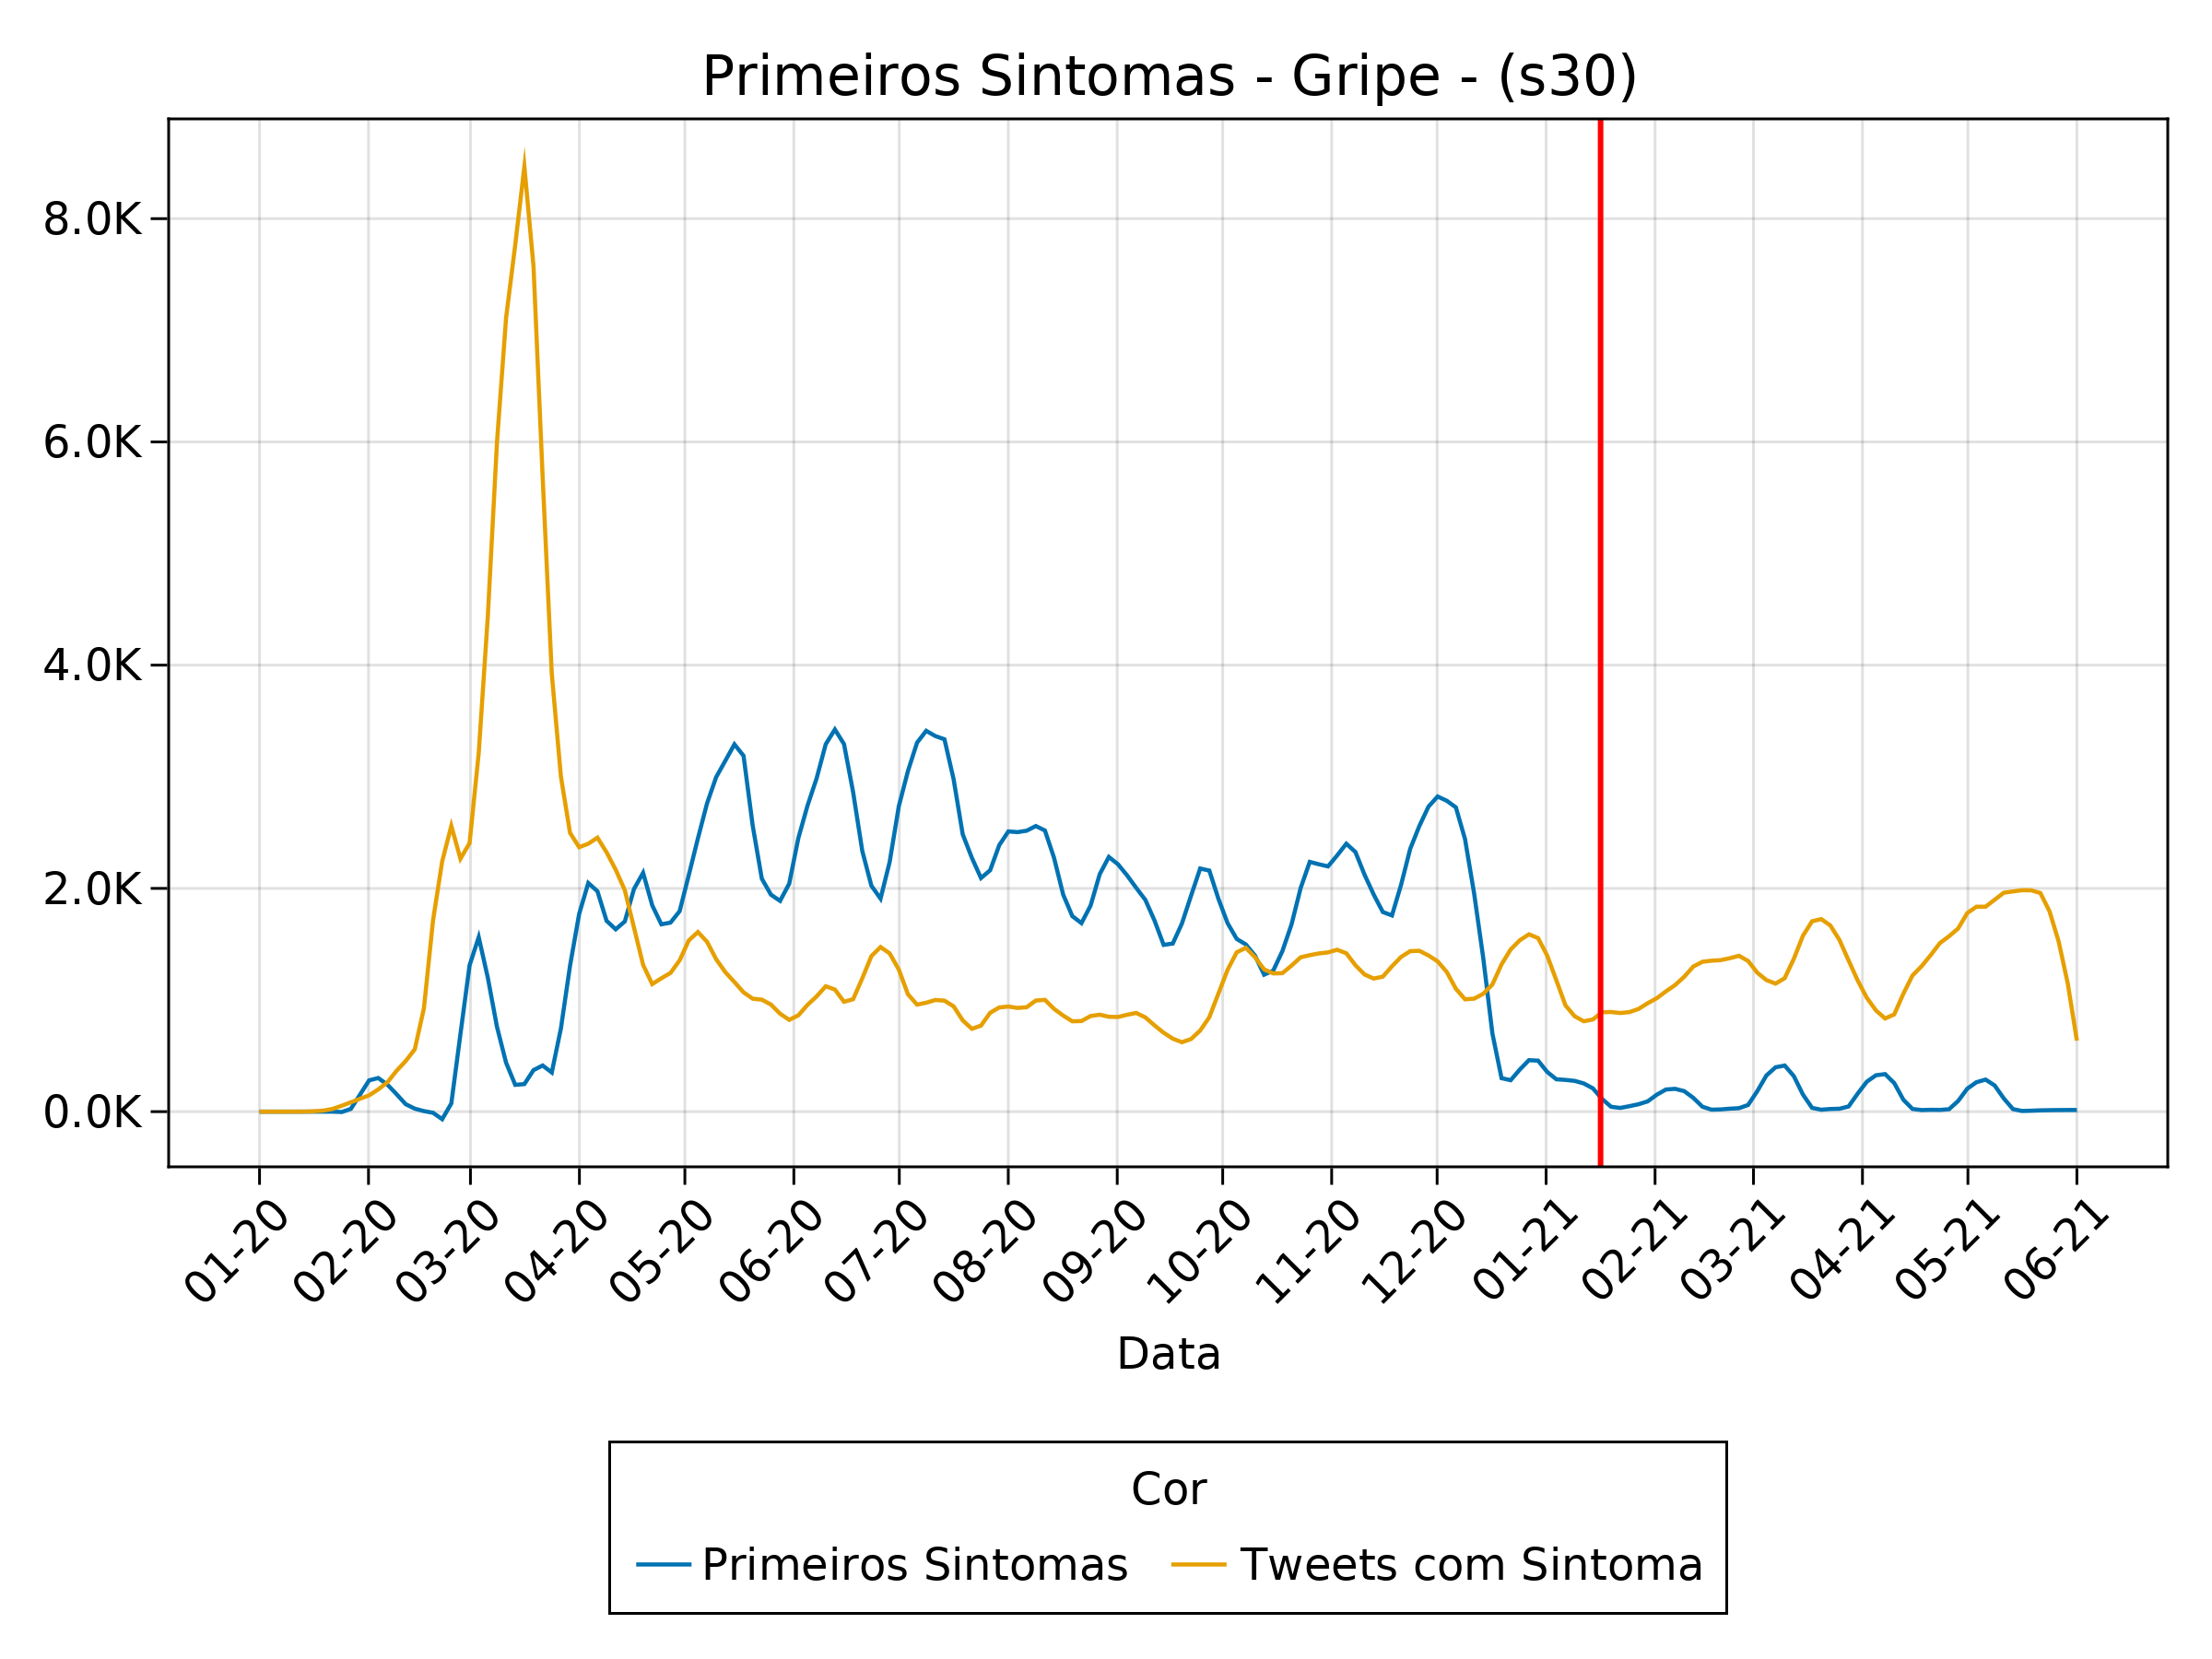 Primeiros Sintomas - Gripe - (s30)
8.0K
6.0K
4.0K
2.0K
0.0K
01-20
02-20
03-20
04-20
05-20
06-20
07-20
08-20
09-20
10-20
11-20
12-20
01-21
02-21
03-21
04-21
05-21
06-21
Data
Cor
Primeiros Sintomas
Tweets com Sintoma